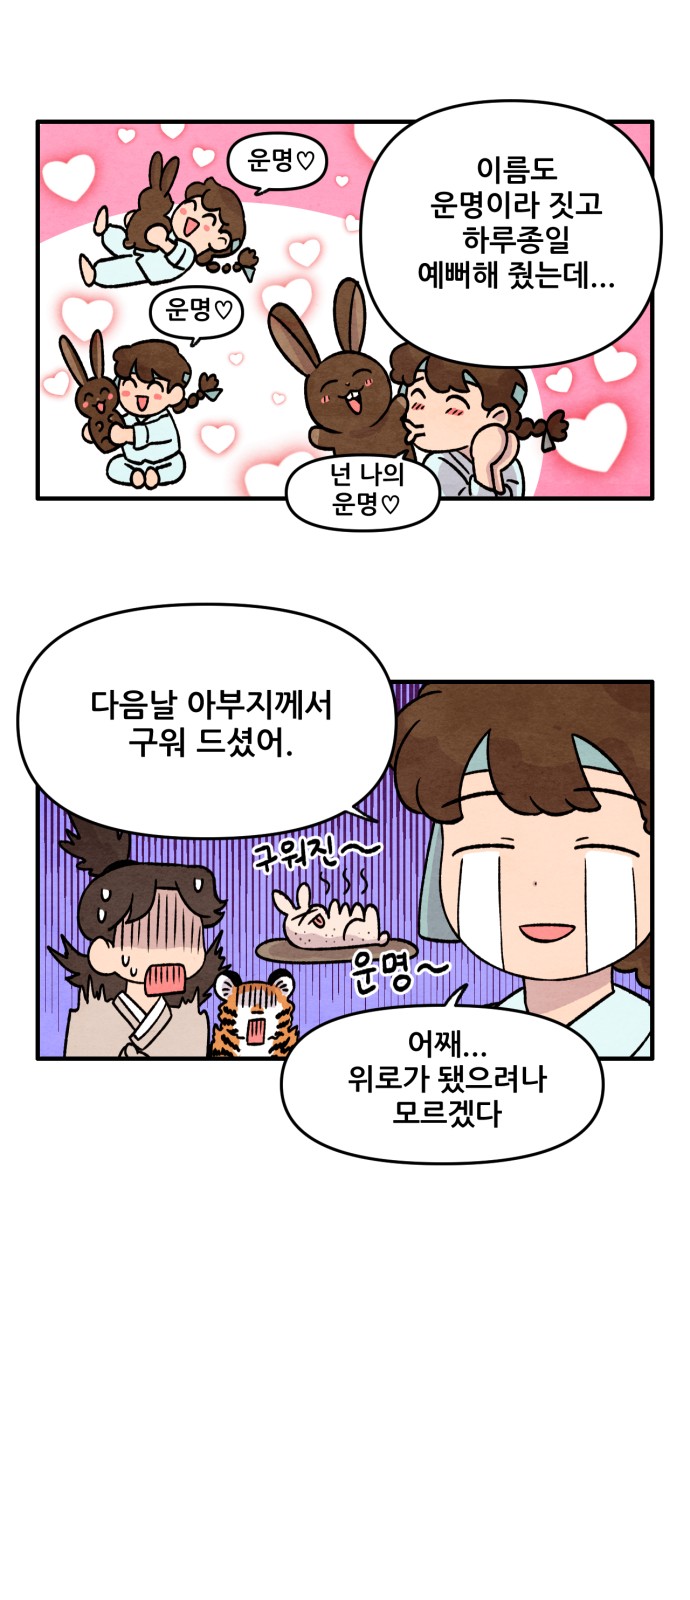 운명♡
이름도
운명이라 짓고
하루종일
예뻐해 줬는데...
운명♡
넌 나의
운명♡
다음날 아부지께서
구워 드셨어.
구워진~
운명~
어째...
위로가 됐으려나
모르겠다